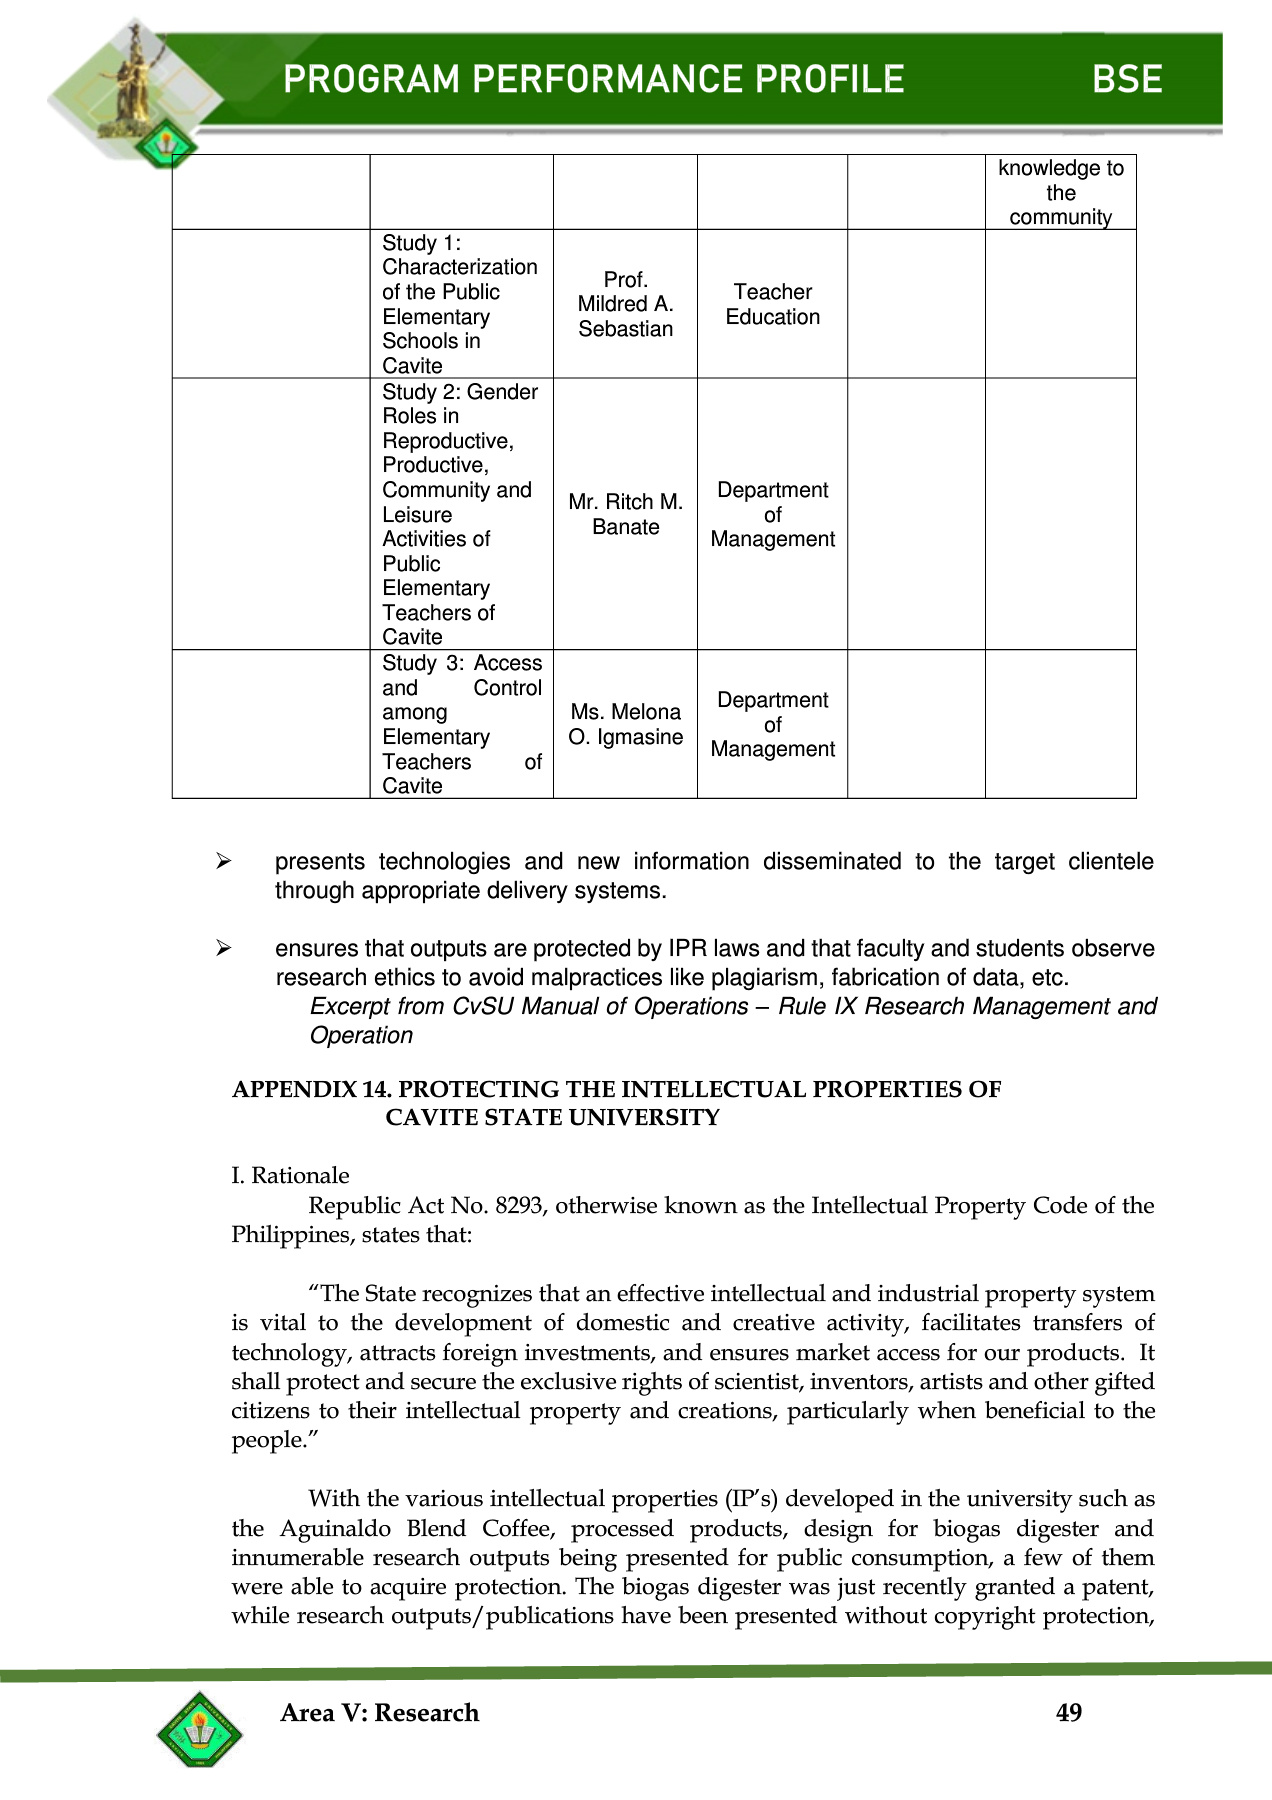 PROGRAM PERFORMANCE PROFILE BSE
knowledge to
the
community
Study 1:
Characterization
of the Public
Elementary
Schools in
Cavite
Prof.
Mildred A.
Sebastian
Teacher
Education
Study 2: Gender
Roles in
Reproductive,
Productive,
Community and
Leisure
Activities of
Public
Elementary
Teachers of
Cavite
Mr. Ritch M.
Banate
Department
of
Management
Study 3: Access
and Control
among
Elementary
Teachers of
Cavite
Ms. Melona
O. Igmasine
Department
of
Management
➢ presents technologies and new information disseminated to the target clientele
through appropriate delivery systems.
➢ ensures that outputs are protected by IPR laws and that faculty and students observe
research ethics to avoid malpractices like plagiarism, fabrication of data, etc.
Excerpt from CvSU Manual of Operations – Rule IX Research Management and
Operation
APPENDIX 14. PROTECTING THE INTELLECTUAL PROPERTIES OF
CAVITE STATE UNIVERSITY
I. Rationale
Republic Act No. 8293, otherwise known as the Intellectual Property Code of the
Philippines, states that:
“The State recognizes that an effective intellectual and industrial property system
is vital to the development of domestic and creative activity, facilitates transfers of
technology, attracts foreign investments, and ensures market access for our products. It
shall protect and secure the exclusive rights of scientist, inventors, artists and other gifted
citizens to their intellectual property and creations, particularly when beneficial to the
people.”
With the various intellectual properties (IP’s) developed in the university such as
the Aguinaldo Blend Coffee, processed products, design for biogas digester and
innumerable research outputs being presented for public consumption, a few of them
were able to acquire protection. The biogas digester was just recently granted a patent,
while research outputs/publications have been presented without copyright protection,
Area V: Research 49